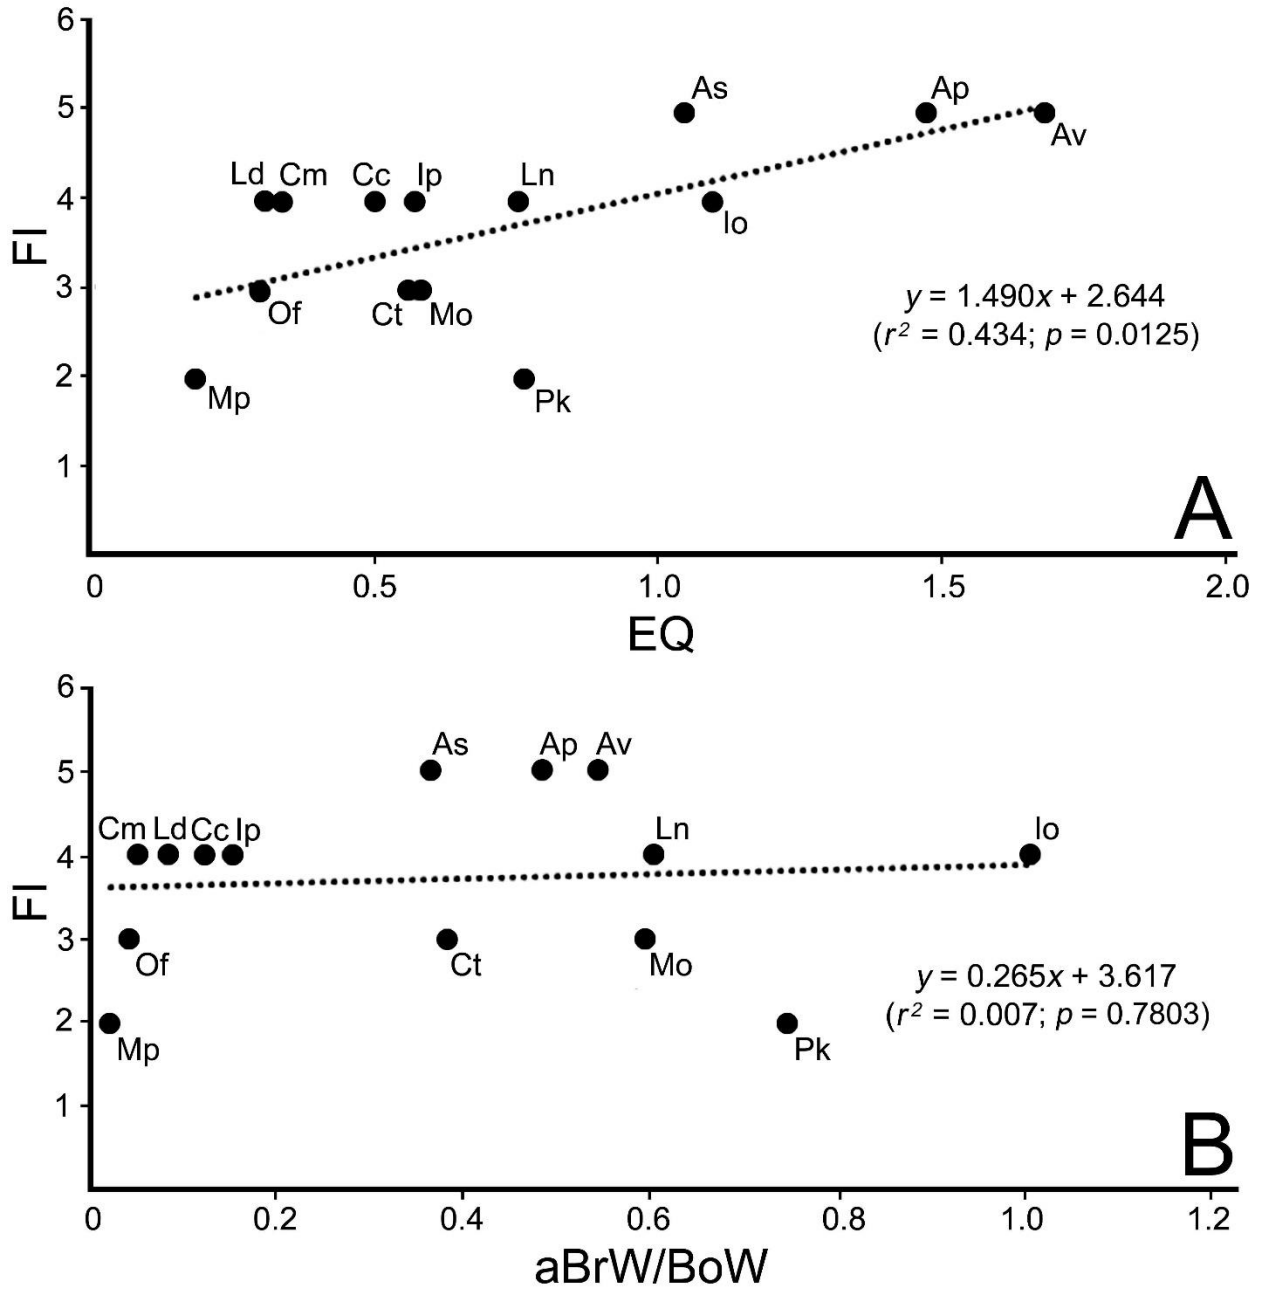 6
As
Ap
5
Av
Ld Cm Cc Ip Ln
4
Io
FI
3
Of Ct Mo
y = 1.490x + 2.644
(r² = 0.434; p = 0.0125)
2
Mp Pk
1
A
0 0.5 1.0 1.5 2.0
EQ
6
As Ap Av
5
Cm Ld Cc Ip Ln Io
4
FI
3
Of Ct Mo
y = 0.265x + 3.617
(r² = 0.007; p = 0.7803)
2
Mp Pk
1
B
0 0.2 0.4 0.6 0.8 1.0 1.2
aBrW/BoW